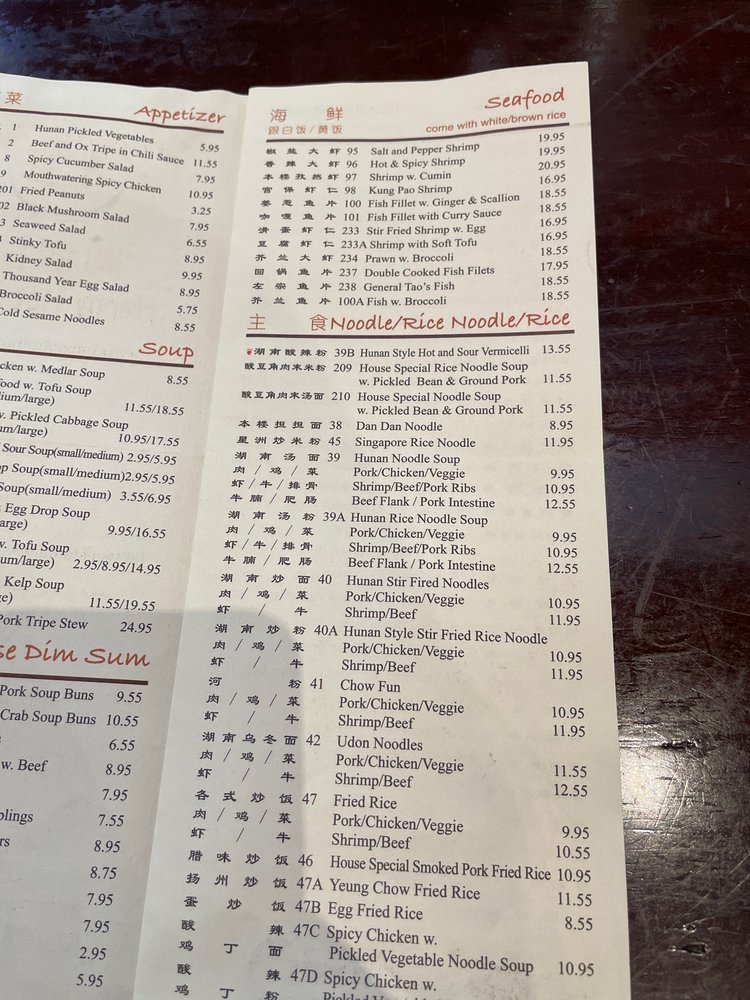 菜 Appetizer
1 Hunan Pickled Vegetables 5.95
2 Beef and Ox Tripe in Chili Sauce 11.55
8 Spicy Cucumber Salad 7.95
9 Mouthwatering Spicy Chicken 10.95
201 Fried Peanuts 3.25
02 Black Mushroom Salad 7.95
3 Seaweed Salad 6.55
Stinky Tofu 8.95
Kidney Salad 9.95
Thousand Year Egg Salad 8.95
Broccoli Salad 5.75
Cold Sesame Noodles 8.55
Soup
cken w. Medlar Soup 8.55
food w. Tofu Soup
dium/large) 11.55/18.55
w. Pickled Cabbage Soup
um/large) 10.95/17.55
Sour Soup(small/medium) 2.95/5.95
op Soup(small/medium) 2.95/5.95
Soup(small/medium) 3.55/6.95
Egg Drop Soup
arge) 9.95/16.55
w. Tofu Soup
um/large) 2.95/8.95/14.95
Kelp Soup
ge) 11.55/19.55
Pork Tripe Stew 24.95
se Dim Sum
Pork Soup Buns 9.55
Crab Soup Buns 10.55
s 6.55
w. Beef 8.95
7.95
plings 7.55
rs 8.95
8.75
7.95
7.95
2.95
5.95
海 鲜 Seafood
跟白饭/黄饭 come with white/brown rice
椒盐大虾 95 Salt and Pepper Shrimp 19.95
香辣大虾 96 Hot & Spicy Shrimp 19.95
本楼孜然虾 97 Shrimp w. Cumin 20.95
宫保虾仁 98 Kung Pao Shrimp 16.95
姜葱鱼片 100 Fish Fillet w. Ginger & Scallion 18.55
咖喱鱼片 101 Fish Fillet with Curry Sauce 18.55
滑蛋虾仁 233 Stir Fried Shrimp w. Egg 16.95
豆腐虾仁 233A Shrimp with Soft Tofu 16.95
芥兰大虾 234 Prawn w. Broccoli 18.55
回锅鱼片 237 Double Cooked Fish Filets 17.95
左宗鱼片 238 General Tao's Fish 18.55
芥兰鱼片 100A Fish w. Broccoli 18.55
主 食 Noodle/Rice Noodle/Rice
湖南酸辣粉 39B Hunan Style Hot and Sour Vermicelli 13.55
酸豆角肉末米粉 209 House Special Rice Noodle Soup
w. Pickled Bean & Ground Pork 11.55
酸豆角肉末汤面 210 House Special Noodle Soup
w. Pickled Bean & Ground Pork 11.55
本楼担担面 38 Dan Dan Noodle 8.95
星洲炒米粉 45 Singapore Rice Noodle 11.95
湖南汤面 39 Hunan Noodle Soup
肉/鸡/菜 Pork/Chicken/Veggie 9.95
虾/牛/排骨 Shrimp/Beef/Pork Ribs 10.95
牛腩/肥肠 Beef Flank / Pork Intestine 12.55
湖南汤粉 39A Hunan Rice Noodle Soup
肉/鸡/菜 Pork/Chicken/Veggie 9.95
虾/牛/排骨 Shrimp/Beef/Pork Ribs 10.95
牛腩/肥肠 Beef Flank / Pork Intestine 12.55
湖南炒面 40 Hunan Stir Fired Noodles
肉/鸡/菜 Pork/Chicken/Veggie 10.95
虾/牛 Shrimp/Beef 11.95
湖南炒粉 40A Hunan Style Stir Fried Rice Noodle
肉/鸡/菜 Pork/Chicken/Veggie 10.95
虾/牛 Shrimp/Beef 11.95
河粉 41 Chow Fun
肉/鸡/菜 Pork/Chicken/Veggie 10.95
虾/牛 Shrimp/Beef 11.95
湖南乌冬面 42 Udon Noodles
肉/鸡/菜 Pork/Chicken/Veggie 11.55
虾/牛 Shrimp/Beef 12.55
各式炒饭 47 Fried Rice
肉/鸡/菜 Pork/Chicken/Veggie 9.95
虾/牛 Shrimp/Beef 10.55
腊味炒饭 46 House Special Smoked Pork Fried Rice 10.95
扬州炒饭 47A Yeung Chow Fried Rice 11.55
蛋炒饭 47B Egg Fried Rice 8.55
酸辣 47C Spicy Chicken w.
鸡丁面 Pickled Vegetable Noodle Soup 10.95
酸辣 47D Spicy Chicken w.
鸡丁粉